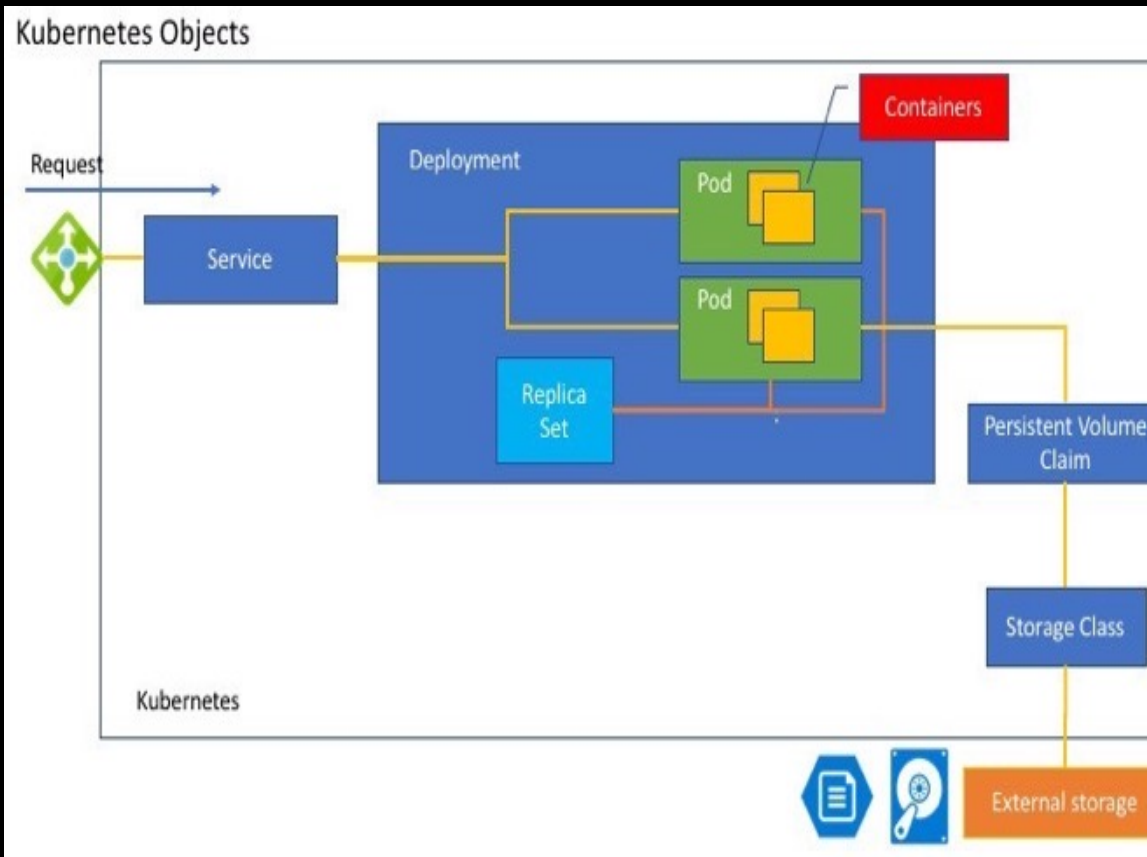 Kubernetes Objects
Request
Service
Deployment
Containers
Pod
Pod
Replica
Set
Persistent Volume
Claim
Storage Class
Kubernetes
External storage